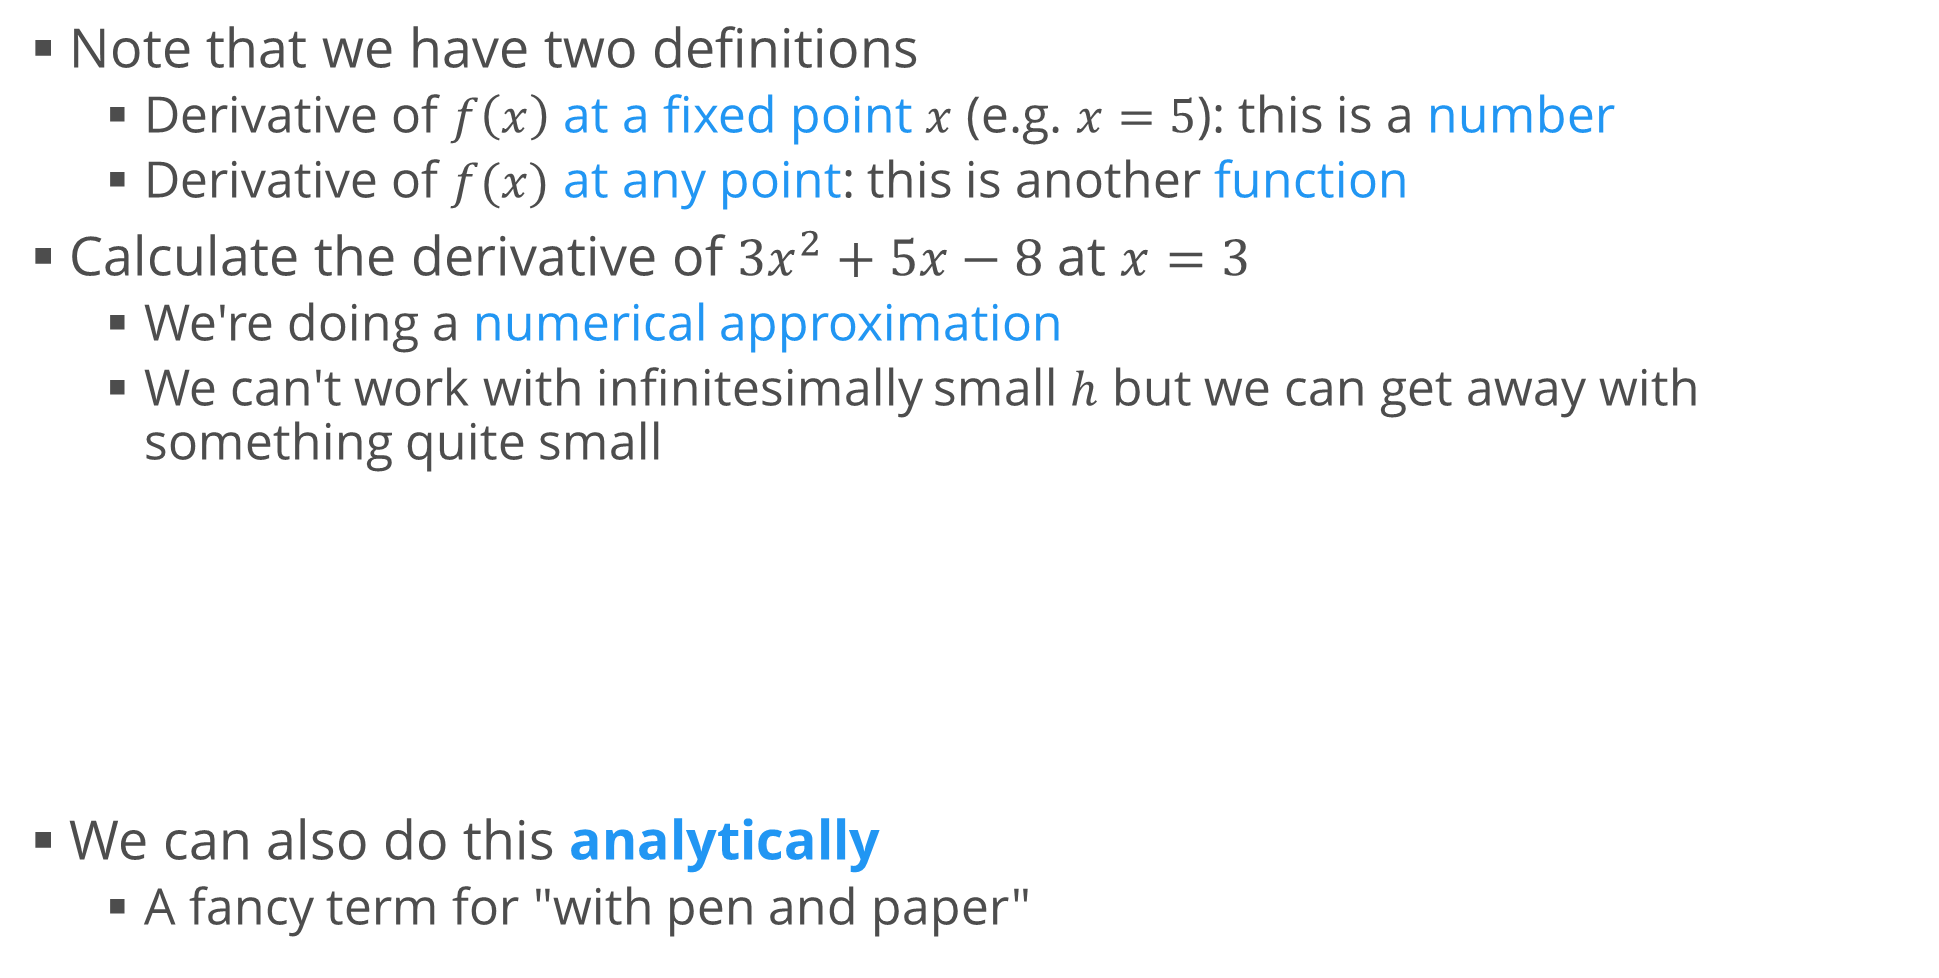 ▪ Note that we have two definitions
▪ Derivative of f(x) at a fixed point x (e.g. x = 5): this is a number
▪ Derivative of f(x) at any point: this is another function
▪ Calculate the derivative of 3x² + 5x − 8 at x = 3
▪ We're doing a numerical approximation
▪ We can't work with infinitesimally small h but we can get away with
something quite small
▪ We can also do this analytically
▪ A fancy term for "with pen and paper"